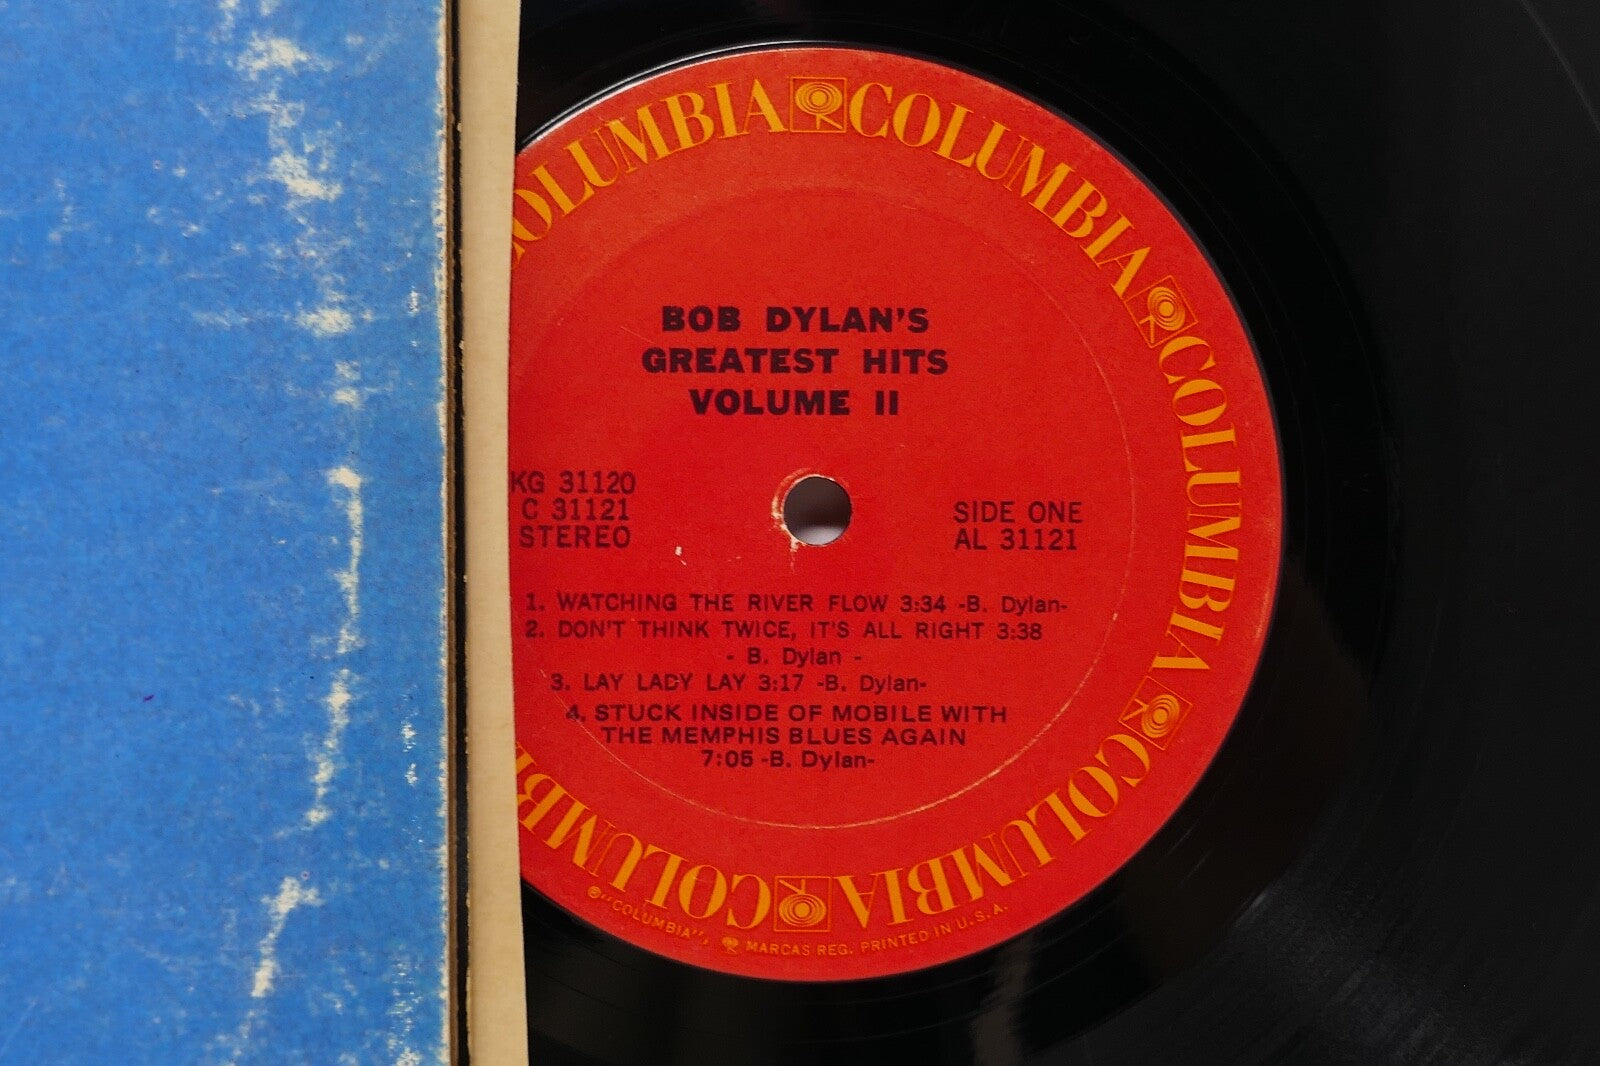 COLUMBIA COLUMBIA COLUMBIA COLUMBIA COLUMBIA
BOB DYLAN'S
GREATEST HITS
VOLUME II
KG 31120
C 31121
STEREO
SIDE ONE
AL 31121
1. WATCHING THE RIVER FLOW 3:34 -B. Dylan-
2. DON'T THINK TWICE, IT'S ALL RIGHT 3:38
- B. Dylan -
3. LAY LADY LAY 3:17 -B. Dylan-
4. STUCK INSIDE OF MOBILE WITH
THE MEMPHIS BLUES AGAIN
7:05 -B. Dylan-
COLUMBIA
®"COLUMBIA", MARCAS REG. PRINTED IN U.S.A.